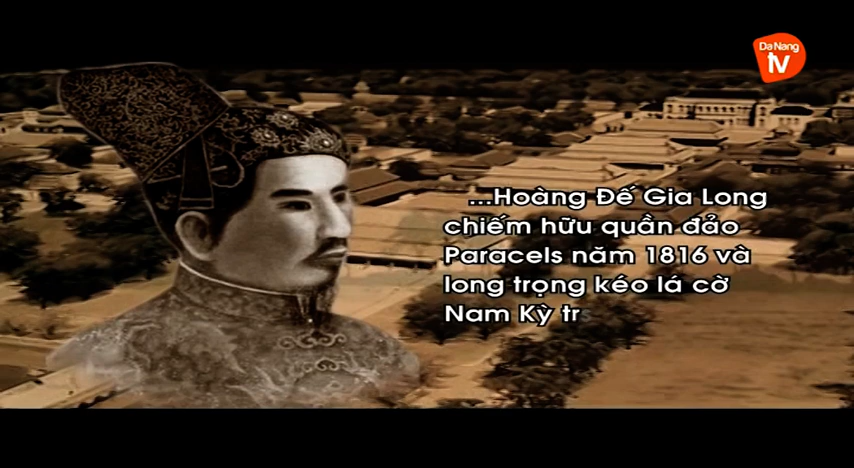 Da Nang
tv
...Hoàng Đế Gia Long
chiếm hữu quần đảo
Paracels năm 1816 và
long trọng kéo lá cờ
Nam Kỳ tr